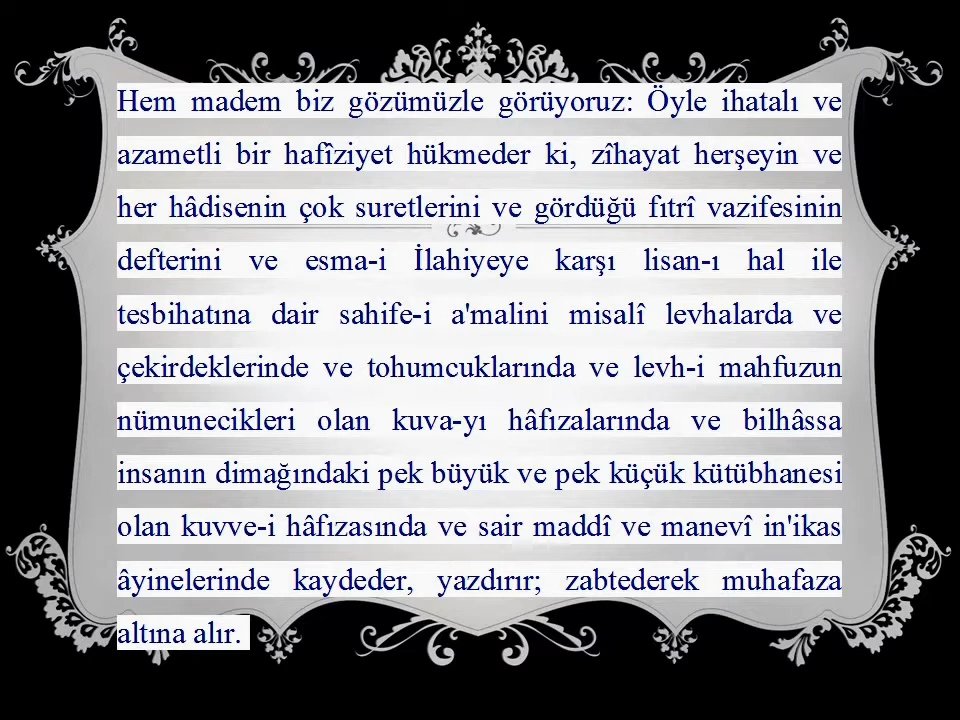 Hem madem biz gözümüzle görüyoruz: Öyle ihatalı ve
azametli bir hafîziyet hükmeder ki, zîhayat herşeyin ve
her hâdisenin çok suretlerini ve gördüğü fıtrî vazifesinin
defterini ve esma-i İlahiyeye karşı lisan-ı hal ile
tesbihatına dair sahife-i a'malini misalî levhalarda ve
çekirdeklerinde ve tohumcuklarında ve levh-i mahfuzun
nümunecikleri olan kuva-yı hâfızalarında ve bilhâssa
insanın dimağındaki pek büyük ve pek küçük kütübhanesi
olan kuvve-i hâfızasında ve sair maddî ve manevî in'ikas
âyinelerinde kaydeder, yazdırır; zabtederek muhafaza
altına alır.